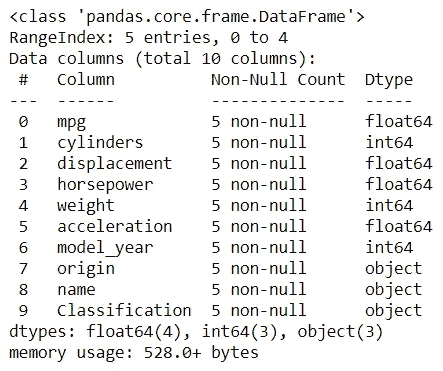 <class 'pandas.core.frame.DataFrame'>
RangeIndex: 5 entries, 0 to 4
Data columns (total 10 columns):
 #   Column          Non-Null Count  Dtype
---  ------          --------------  -----
 0   mpg             5 non-null      float64
 1   cylinders       5 non-null      int64
 2   displacement    5 non-null      float64
 3   horsepower      5 non-null      float64
 4   weight          5 non-null      int64
 5   acceleration    5 non-null      float64
 6   model_year      5 non-null      int64
 7   origin          5 non-null      object
 8   name            5 non-null      object
 9   Classification  5 non-null      object
dtypes: float64(4), int64(3), object(3)
memory usage: 528.0+ bytes